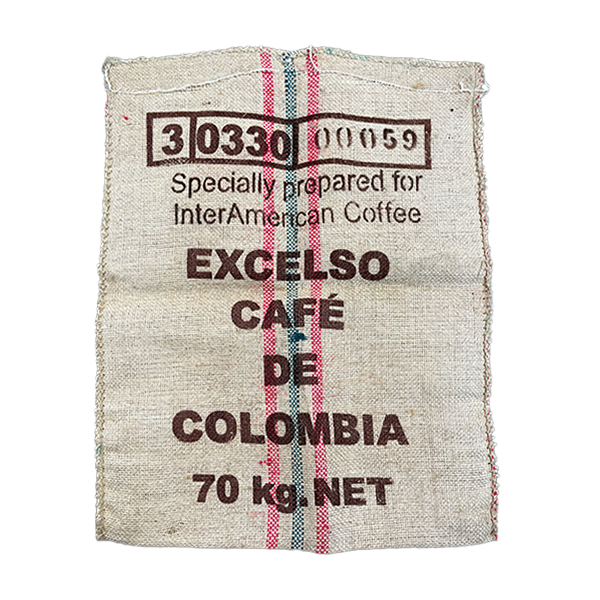 3 0330 00059
Specially prepared for
InterAmerican Coffee
EXCELSO
CAFÉ
DE
COLOMBIA
70 kg. NET